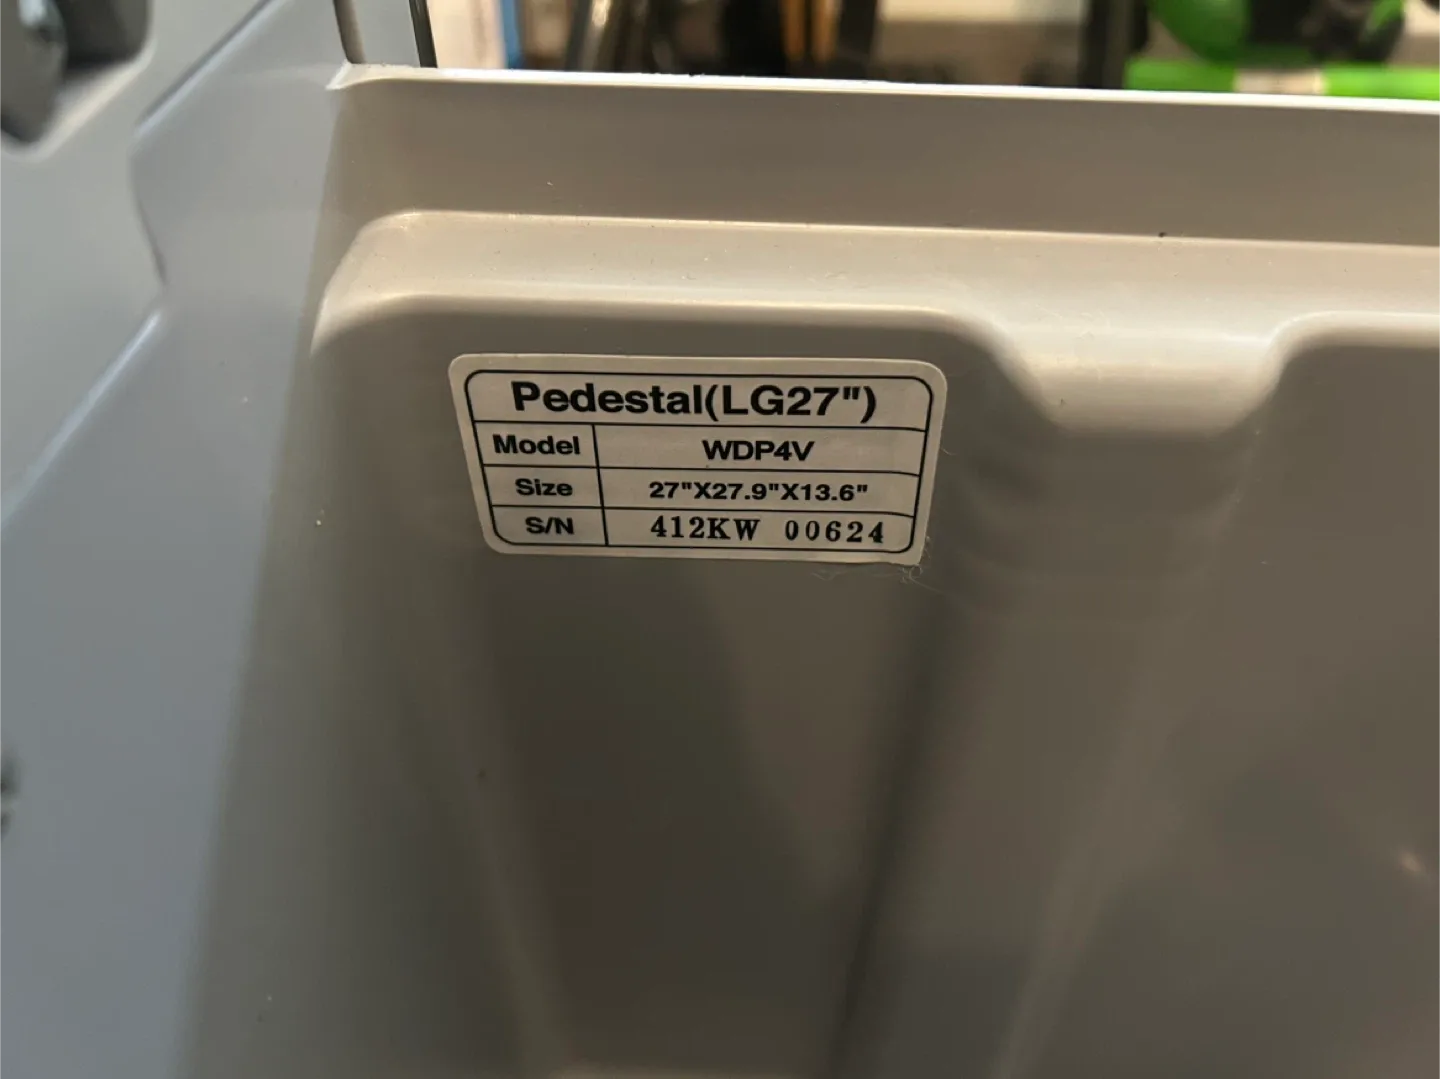 Pedestal(LG27")
Model WDP4V
Size 27"X27.9"X13.6"
S/N 412KW 00624